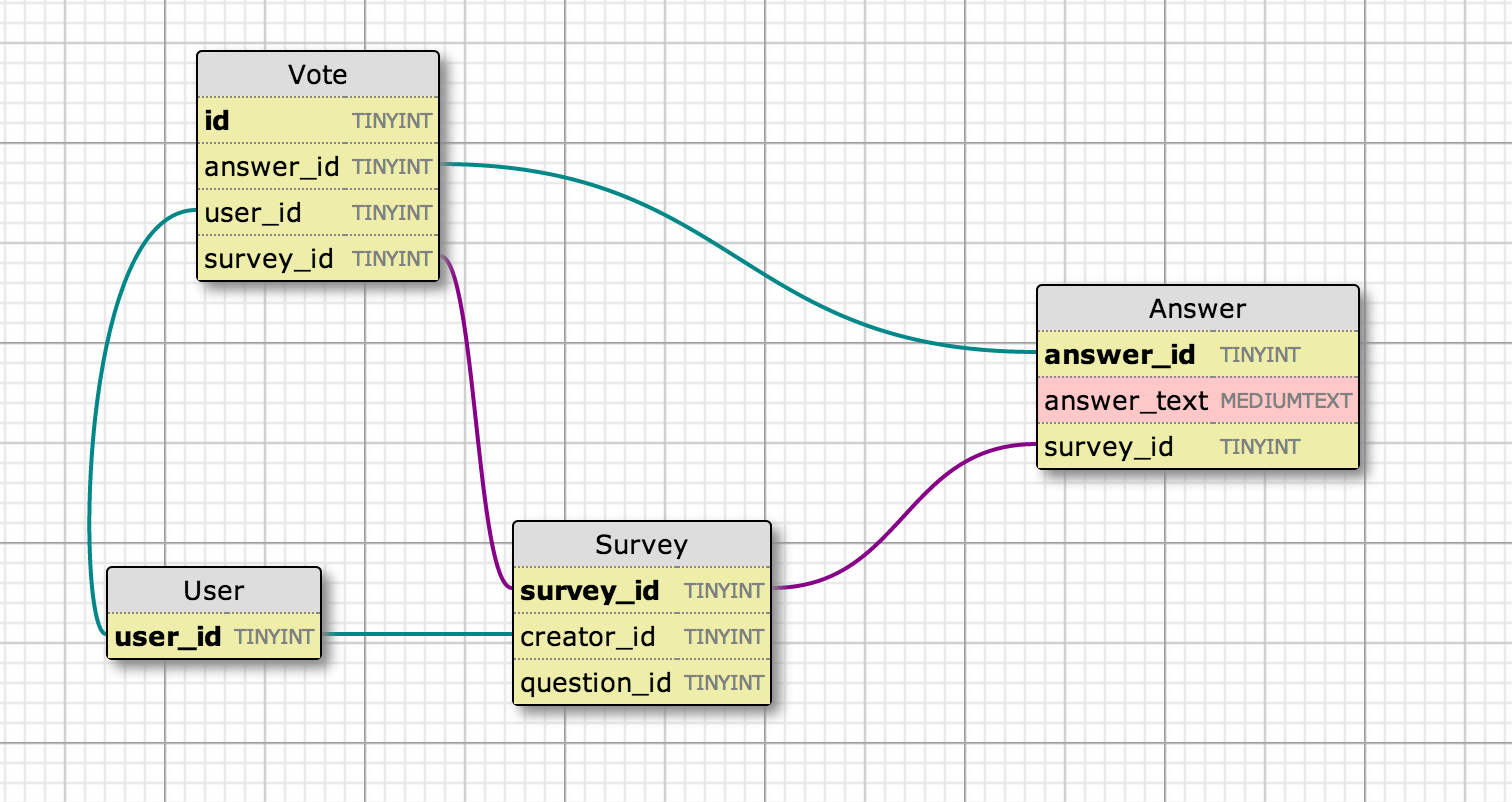 Vote
id TINYINT
answer_id TINYINT
user_id TINYINT
survey_id TINYINT
Answer
answer_id TINYINT
answer_text MEDIUMTEXT
survey_id TINYINT
Survey
survey_id TINYINT
creator_id TINYINT
question_id TINYINT
User
user_id TINYINT